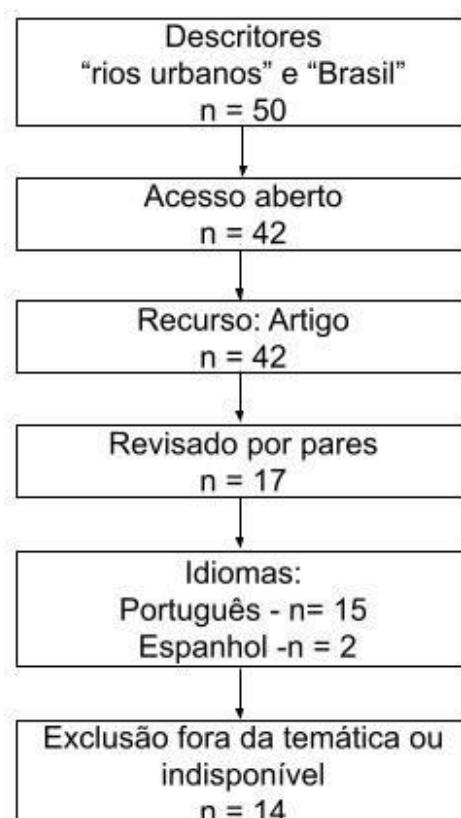 Descritores
“rios urbanos” e “Brasil”
n = 50
Acesso aberto
n = 42
Recurso: Artigo
n = 42
Revisado por pares
n = 17
Idiomas:
Português - n= 15
Espanhol -n = 2
Exclusão fora da temática ou
indisponível
n = 14